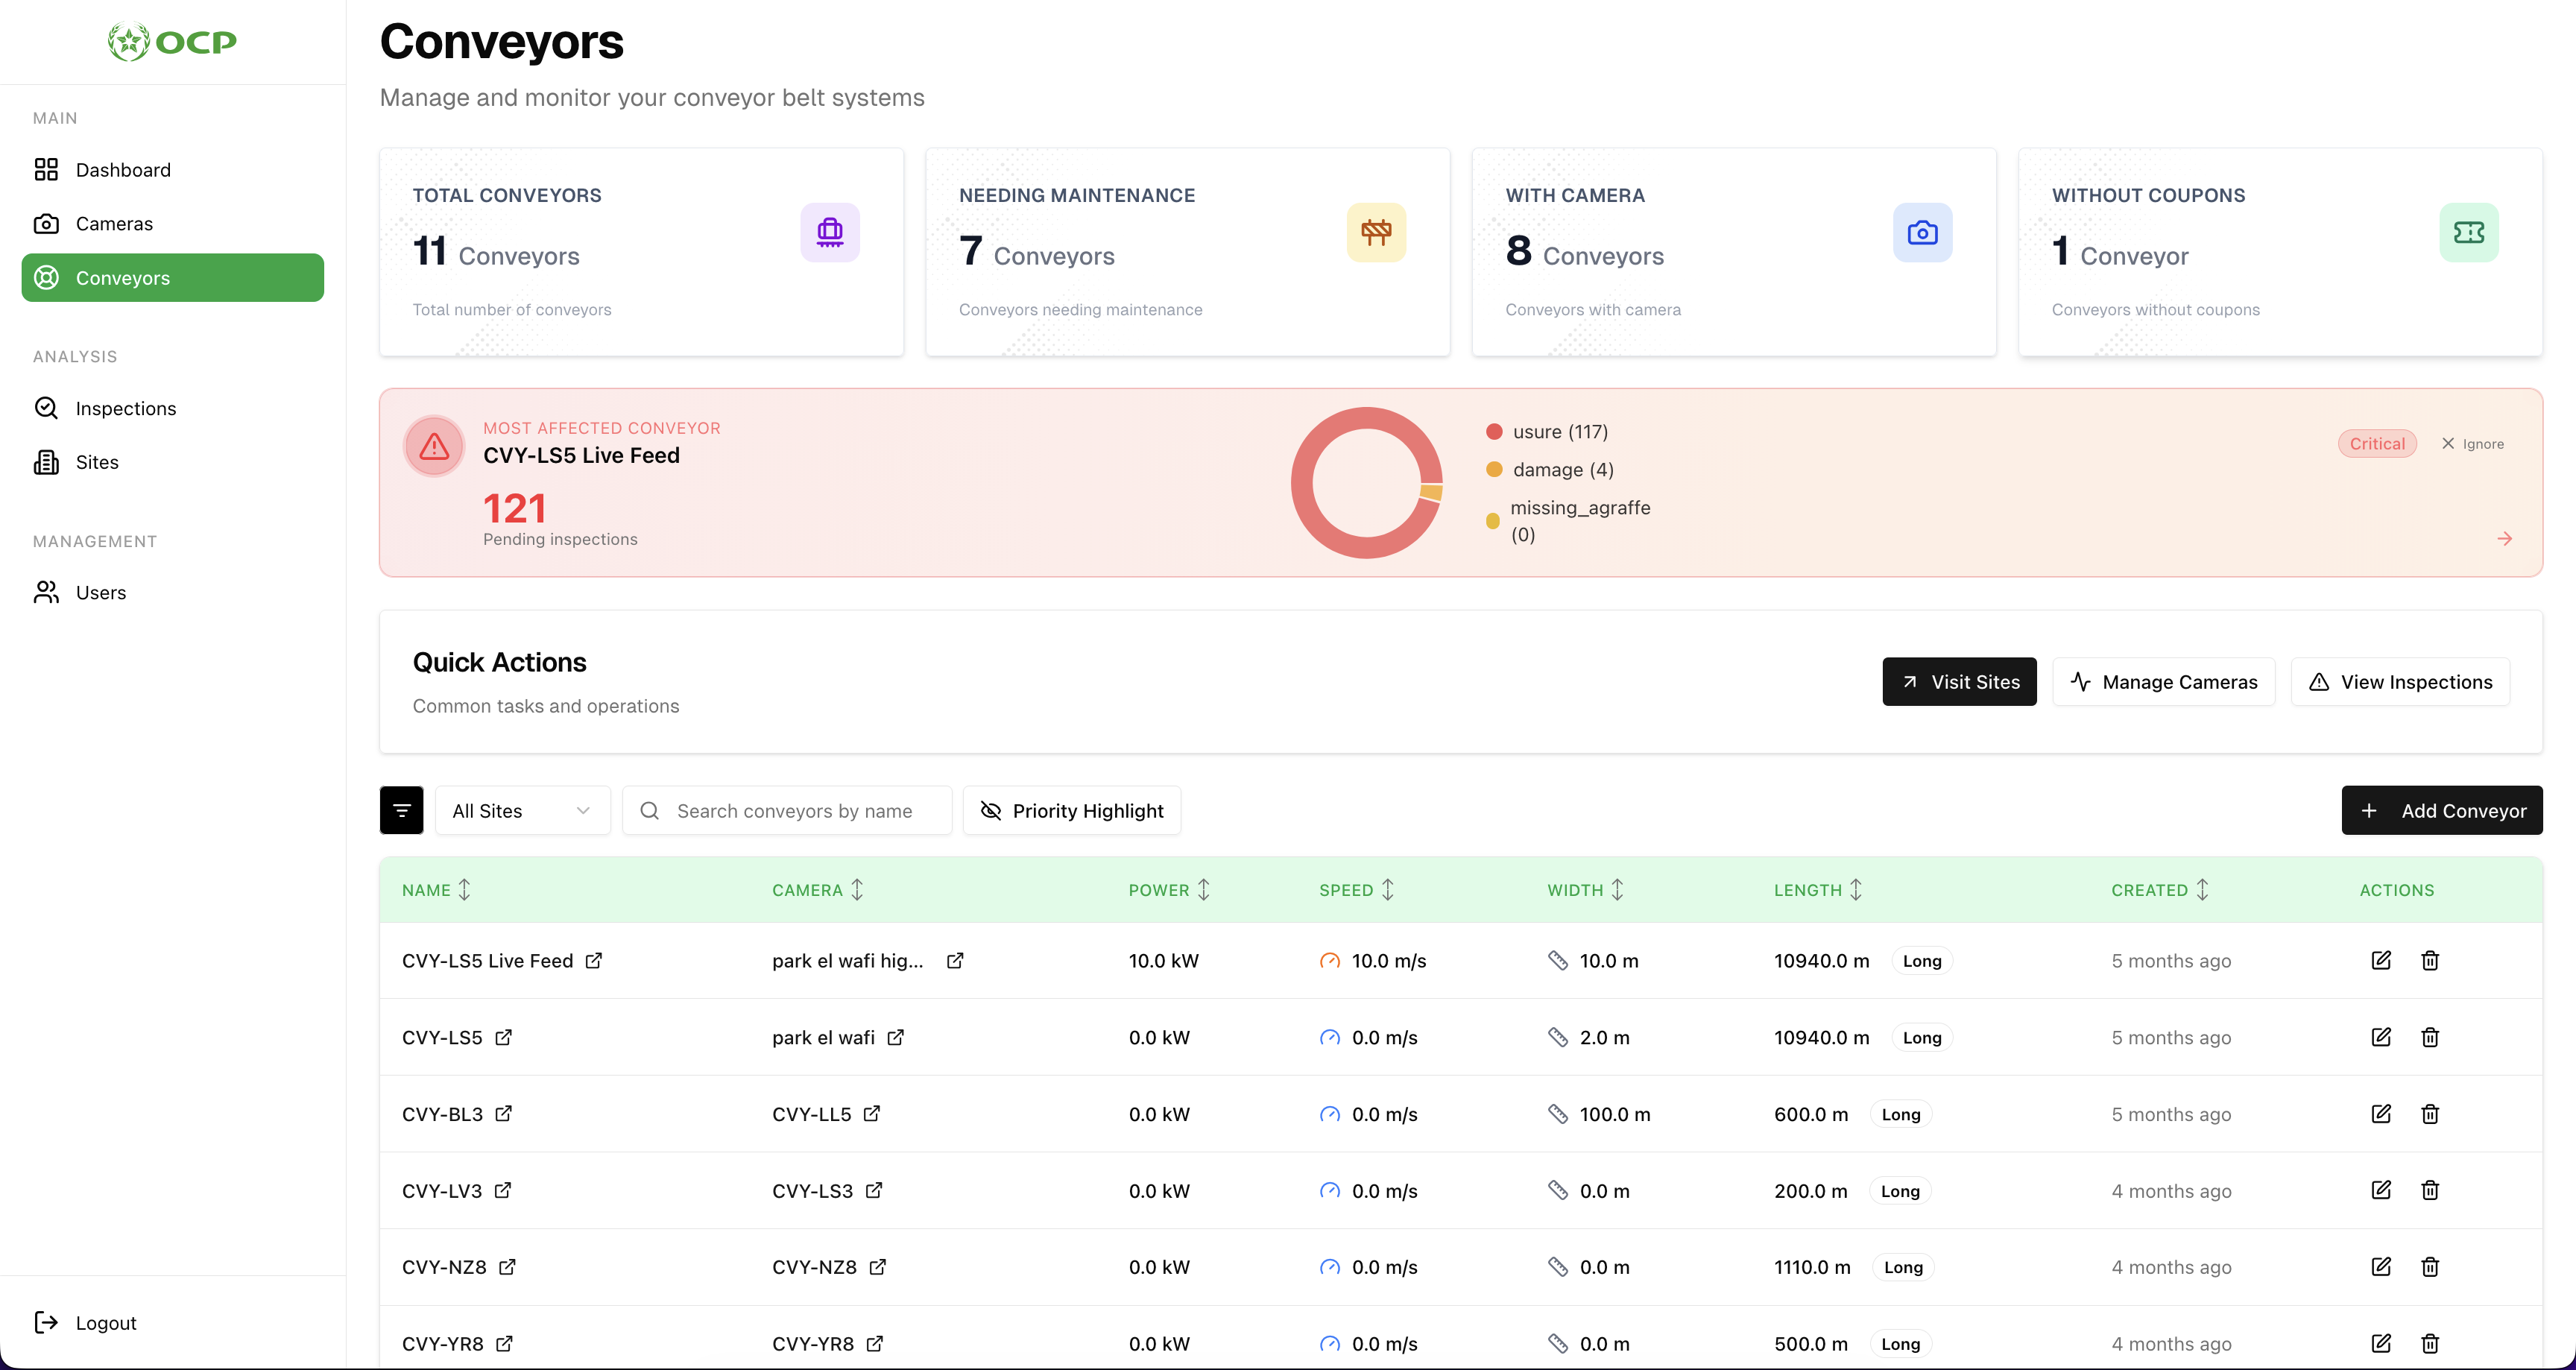 OCP
MAIN
Dashboard
Cameras
Conveyors
ANALYSIS
Inspections
Sites
MANAGEMENT
Users
Logout
Conveyors
Manage and monitor your conveyor belt systems
TOTAL CONVEYORS
11 Conveyors
Total number of conveyors
NEEDING MAINTENANCE
7 Conveyors
Conveyors needing maintenance
WITH CAMERA
8 Conveyors
Conveyors with camera
WITHOUT COUPONS
1 Conveyor
Conveyors without coupons
MOST AFFECTED CONVEYOR
CVY-LS5 Live Feed
121
Pending inspections
usure (117)
damage (4)
missing_agraffe
(0)
Critical
Ignore
Quick Actions
Common tasks and operations
Visit Sites
Manage Cameras
View Inspections
All Sites
Search conveyors by name
Priority Highlight
Add Conveyor
NAME CAMERA POWER SPEED WIDTH LENGTH CREATED ACTIONS
CVY-LS5 Live Feed park el wafi hig... 10.0 kW 10.0 m/s 10.0 m 10940.0 m Long 5 months ago
CVY-LS5 park el wafi 0.0 kW 0.0 m/s 2.0 m 10940.0 m Long 5 months ago
CVY-BL3 CVY-LL5 0.0 kW 0.0 m/s 100.0 m 600.0 m Long 5 months ago
CVY-LV3 CVY-LS3 0.0 kW 0.0 m/s 0.0 m 200.0 m Long 4 months ago
CVY-NZ8 CVY-NZ8 0.0 kW 0.0 m/s 0.0 m 1110.0 m Long 4 months ago
CVY-YR8 CVY-YR8 0.0 kW 0.0 m/s 0.0 m 500.0 m Long 4 months ago